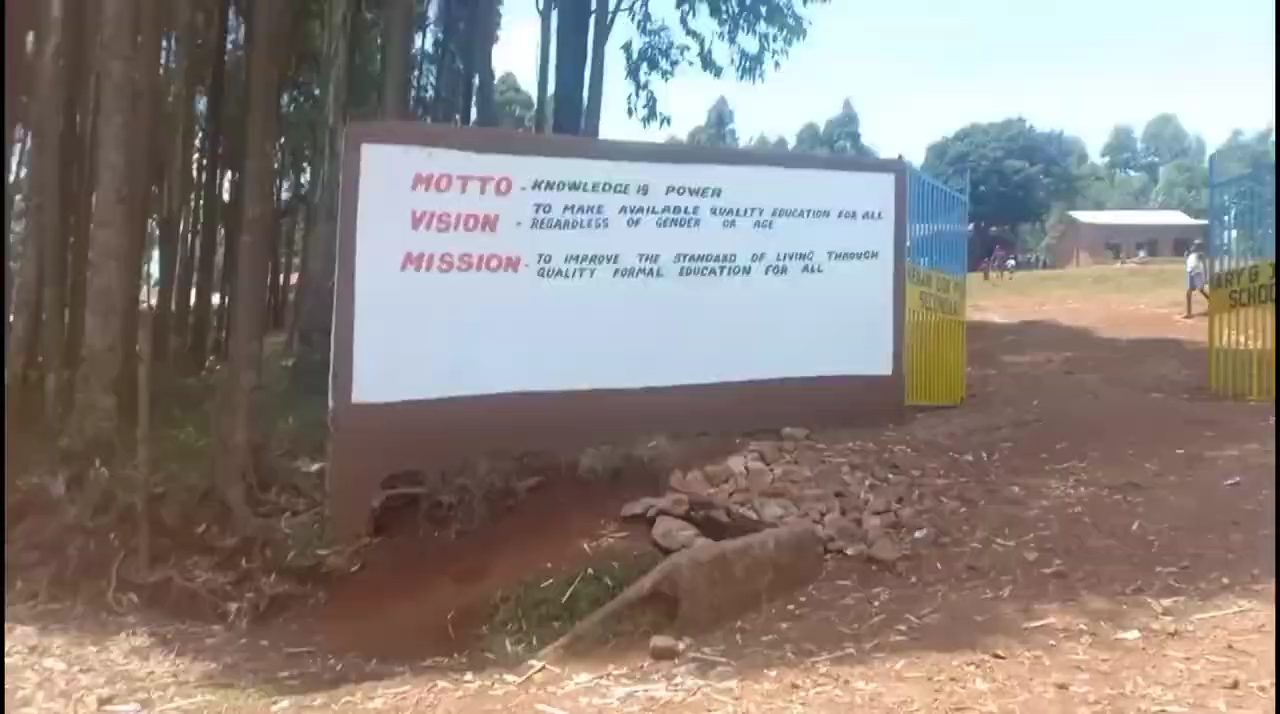 MOTTO - KNOWLEDGE IS POWER
VISION - TO MAKE AVAILABLE QUALITY EDUCATION FOR ALL
REGARDLESS OF GENDER OR AGE
MISSION - TO IMPROVE THE STANDARD OF LIVING THROUGH
QUALITY FORMAL EDUCATION FOR ALL
SECONDARY
SCHOO